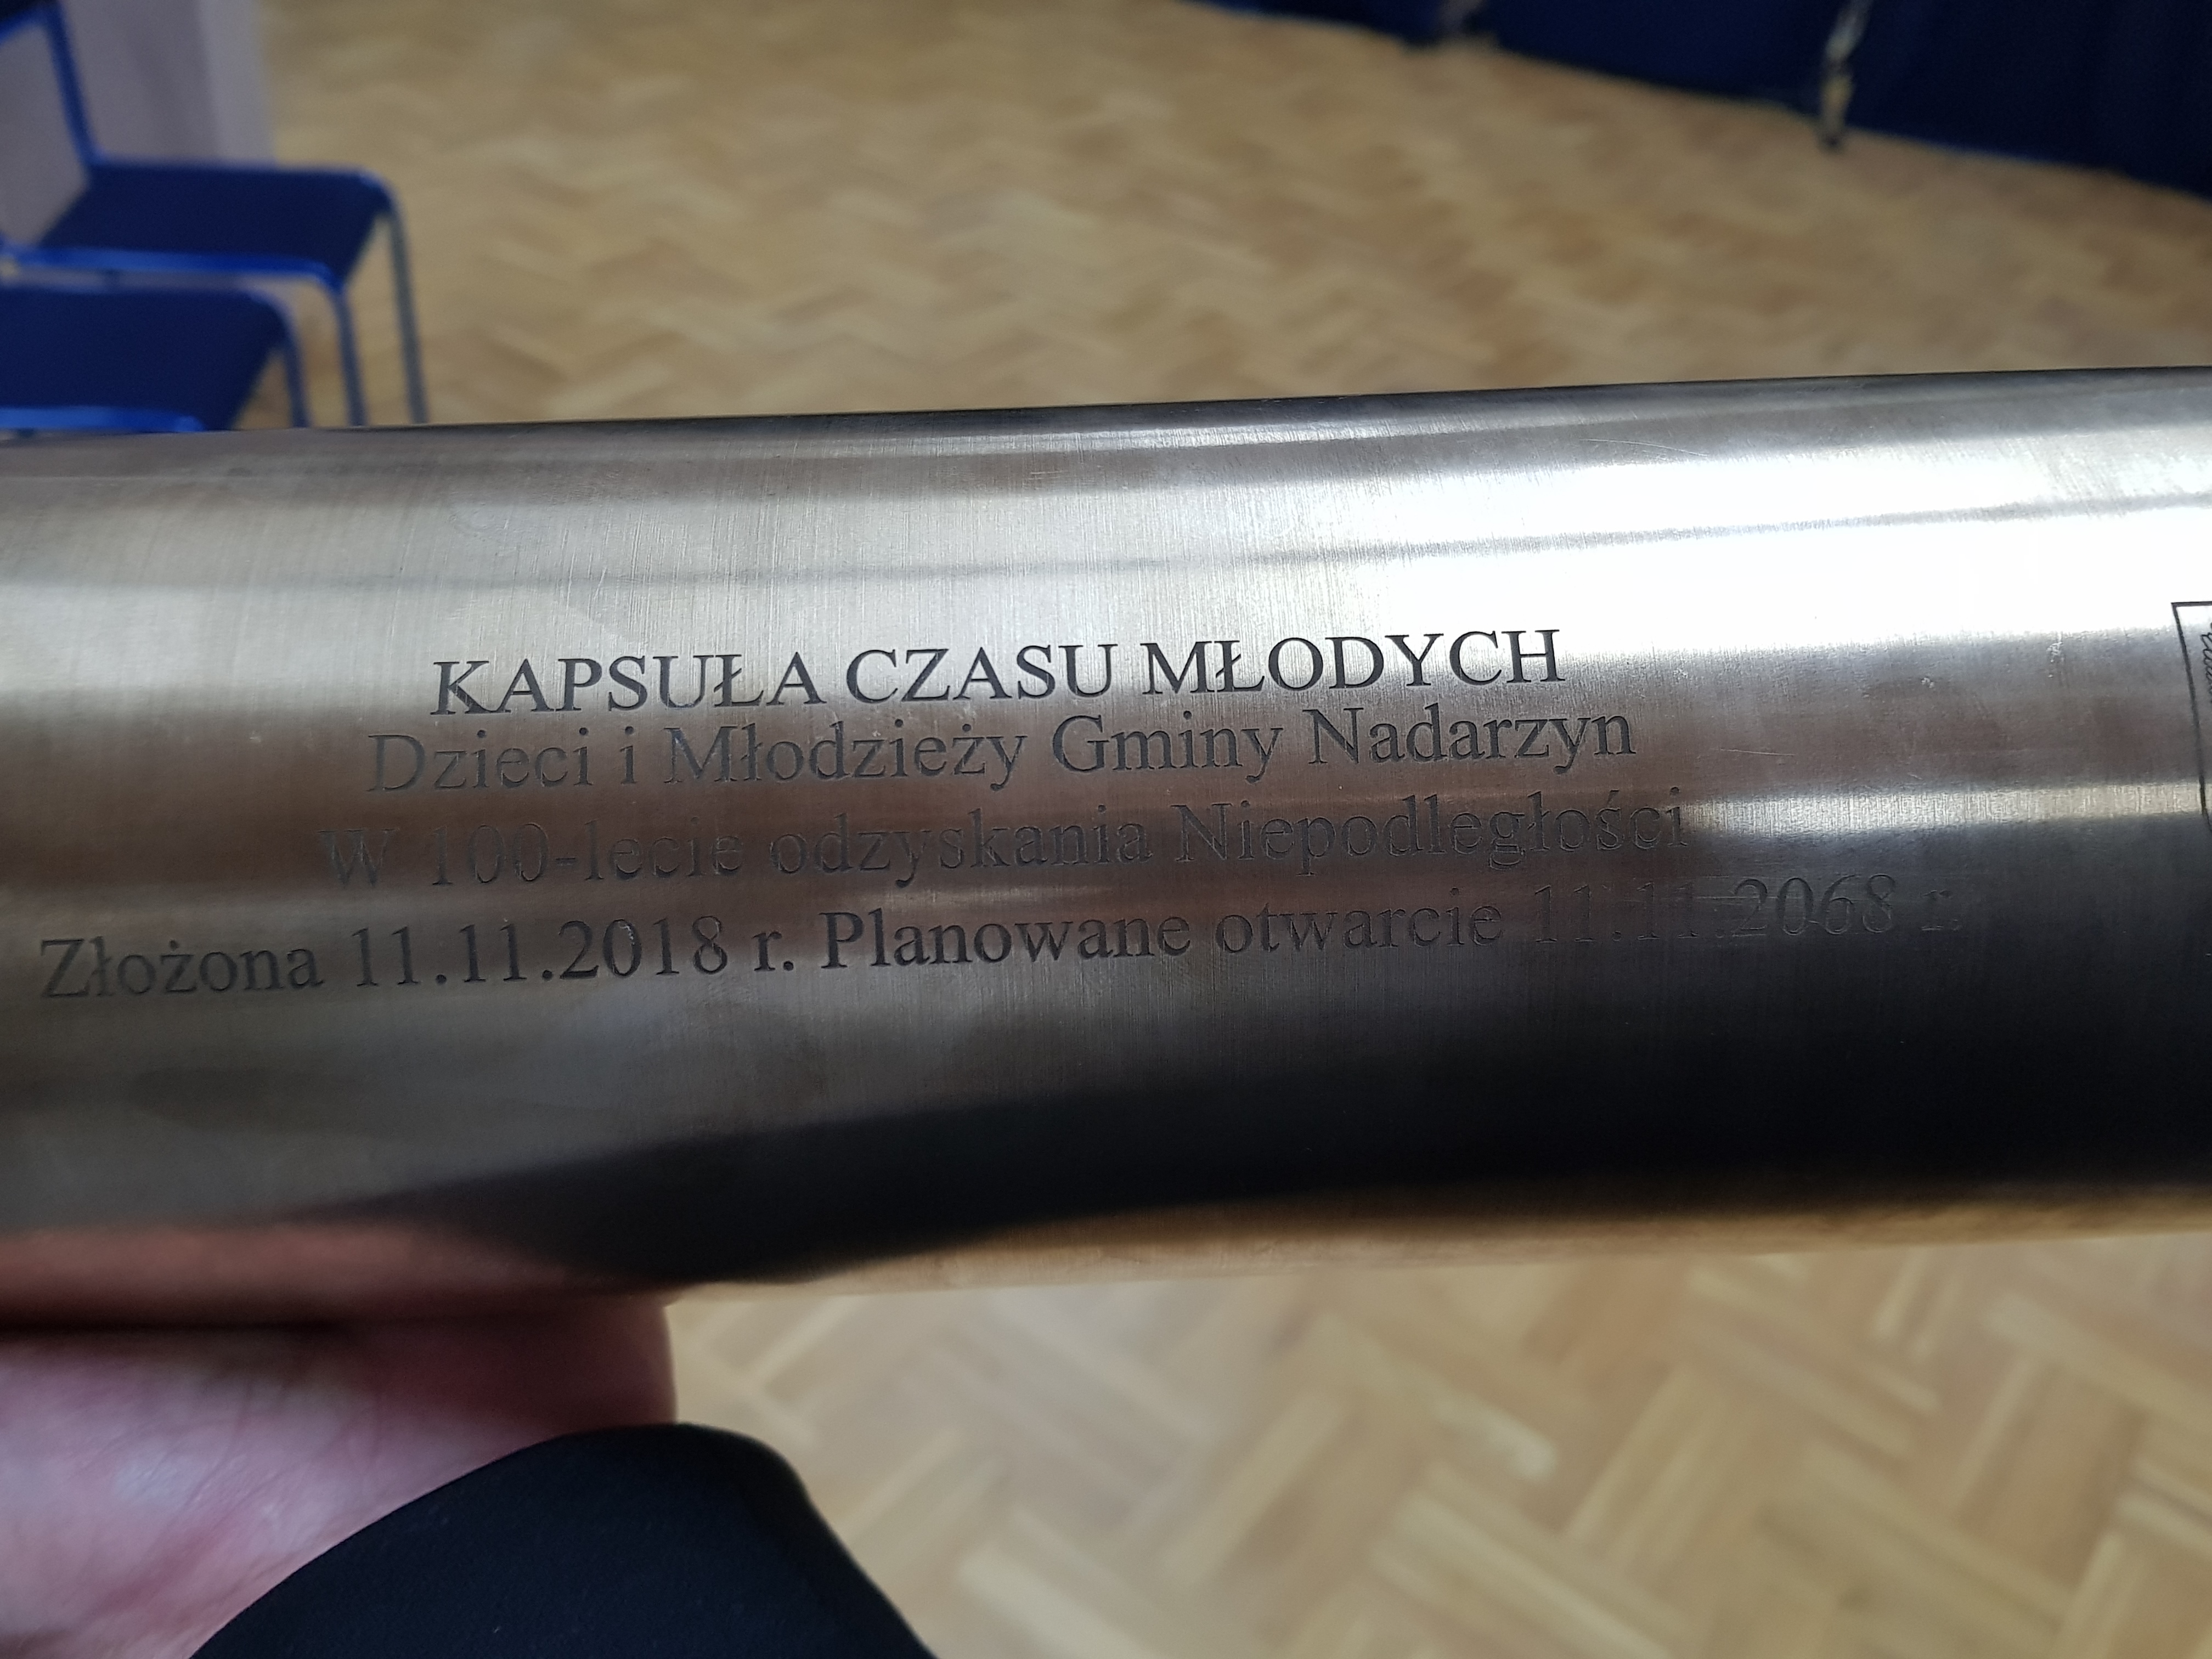 KAPSUŁA CZASU MŁODYCH
Dzieci i Młodzieży Gminy Nadarzyn
W 100-lecie odzyskania Niepodległości
Złożona 11.11.2018 r. Planowane otwarcie 11.11.2068 r.